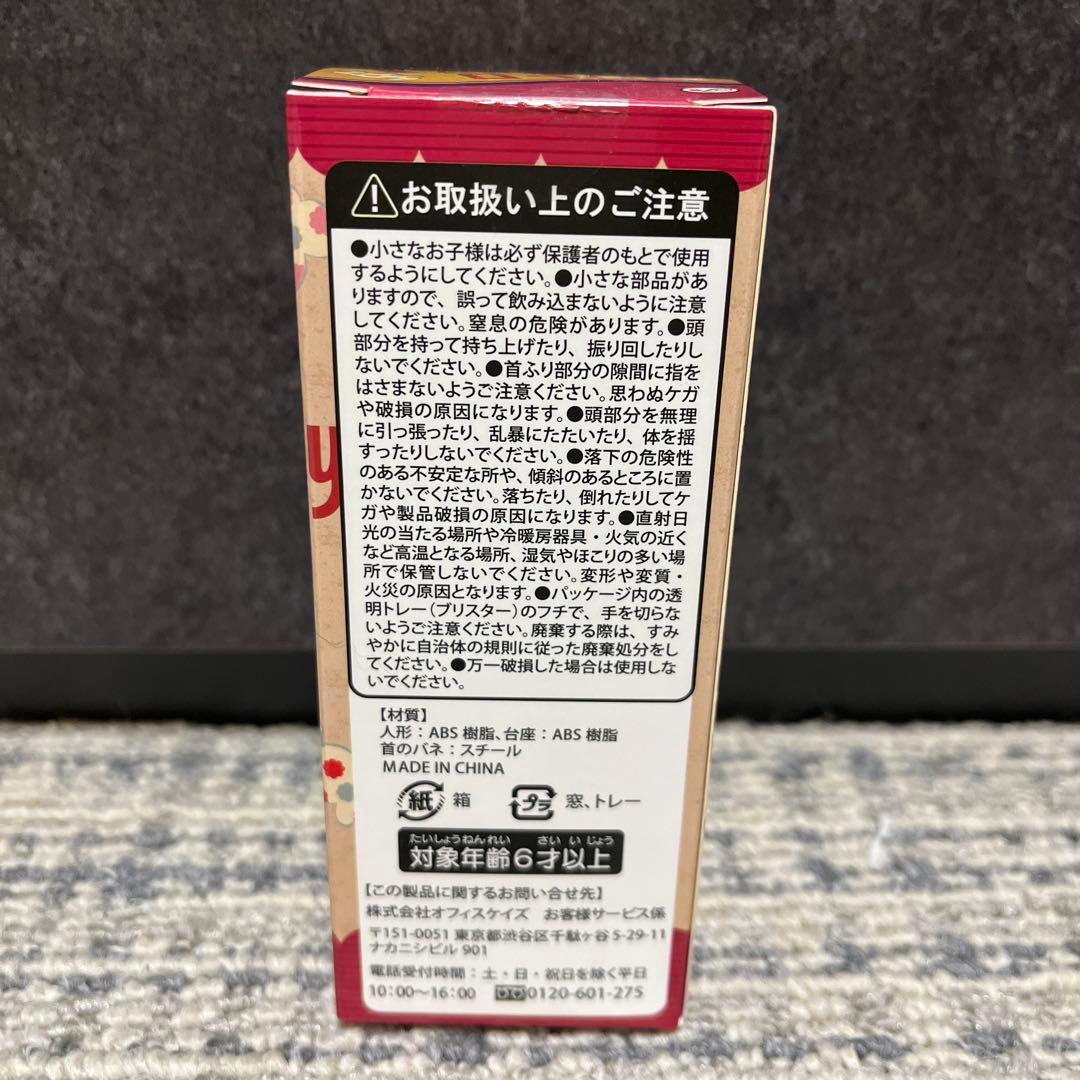 お取扱い上のご注意
●小さなお子様は必ず保護者のもとで使用
するようにしてください。●小さな部品があ
りますので、誤って飲み込まないように注意
してください。窒息の危険があります。●頭
部分を持って持ち上げたり、振り回したりし
ないでください。●首ふり部分の隙間に指を
はさまないようご注意ください。思わぬケガ
や破損の原因になります。●頭部分を無理
に引っ張ったり、乱暴にたたいたり、体を揺
すったりしないでください。●落下の危険性
のある不安定な所や、傾斜のあるところに置
かないでください。落ちたり、倒れたりしてケ
ガや製品破損の原因になります。●直射日
光の当たる場所や冷暖房器具・火気の近く
など高温となる場所、湿気やほこりの多い場
所で保管しないでください。変形や変質・
火災の原因となります。●パッケージ内の透
明トレー（ブリスター）のフチで、手を切らな
いようご注意ください。廃棄する際は、すみ
やかに自治体の規則に従った廃棄処分をし
てください。●万一破損した場合は使用しな
いでください。
y
【材質】
人形：ABS 樹脂、台座：ABS 樹脂
首のバネ：スチール
MADE IN CHINA
紙 箱 プラ 窓、トレー
たいしょうねんれい さい いじょう
対象年齢6才以上
【この製品に関するお問い合せ先】
株式会社オフィスケイズ お客様サービス係
〒151-0051 東京都渋谷区千駄ヶ谷 5-29-11
ナカニシビル 901
電話受付時間：土・日・祝日を除く平日
10:00〜16:00 0120-601-275